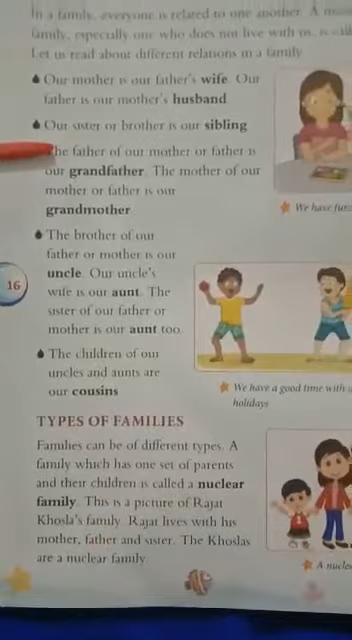 In a family, everyone is related to one another. A
family, especially one who does not live with us, is
Let us read about different relations in a family.
Our mother is our father's wife. Our
father is our mother's husband
Our sister or brother is our sibling
The father of our mother or father is
our grandfather. The mother of our
mother or father is our
grandmother
We have
The brother of our
father or mother is our
uncle. Our uncle's
wife is our aunt. The
sister of our father or
mother is our aunt too.
16
The children of our
uncles and aunts are
our cousins
We have a good time with
holidays
TYPES OF FAMILIES
Families can be of different types. A
family which has one set of parents
and their children is called a nuclear
family. This is a picture of Rajat
Khosla's family. Rajat lives with his
mother, father and sister. The Khoslas
are a nuclear family.
A